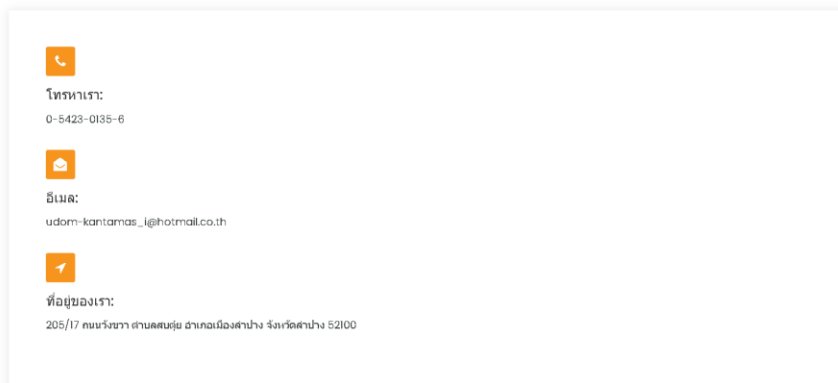 โทรหาเรา:
0-5423-0135-6
อีเมล:
udom-kantamas_i@hotmail.co.th
ที่อยู่ของเรา:
205/17 ถนนวังขวา ตำบลสบตุ๋ย อำเภอเมืองลำปาง จังหวัดลำปาง 52100